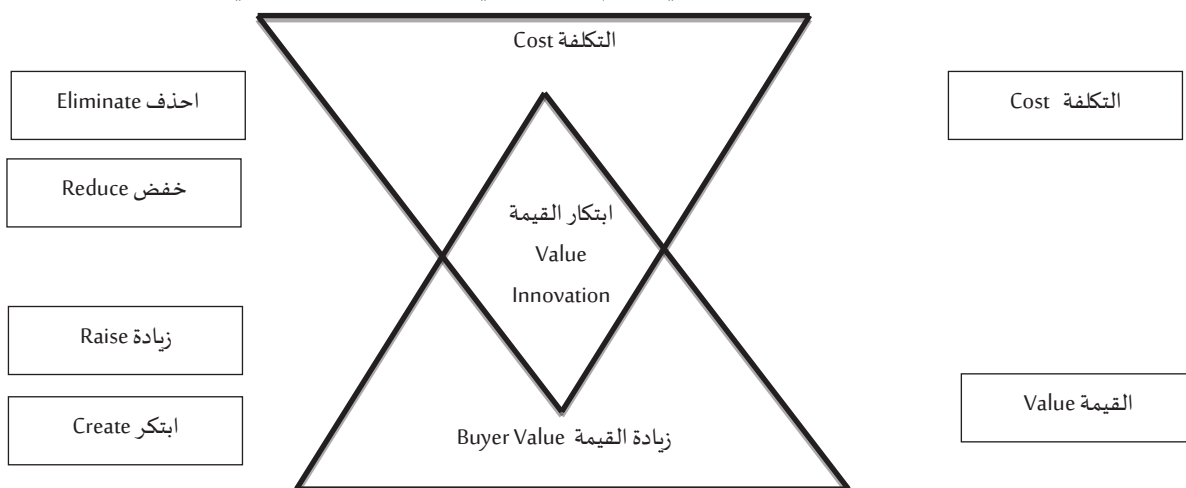 التكلفة Cost
احذف Eliminate
التكلفة Cost
خفض Reduce
ابتكار القيمة
Value
Innovation
زيادة Raise
القيمة Value
ابتكر Create
زيادة القيمة Buyer Value